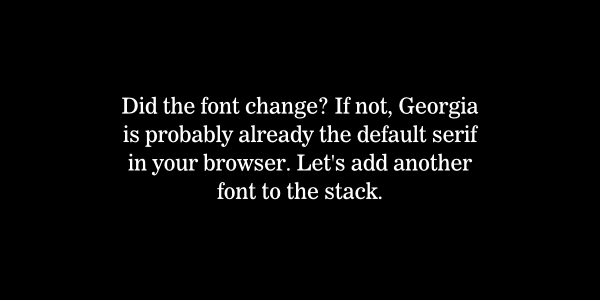 Did the font change? If not, Georgia
is probably already the default serif
in your browser. Let's add another
font to the stack.